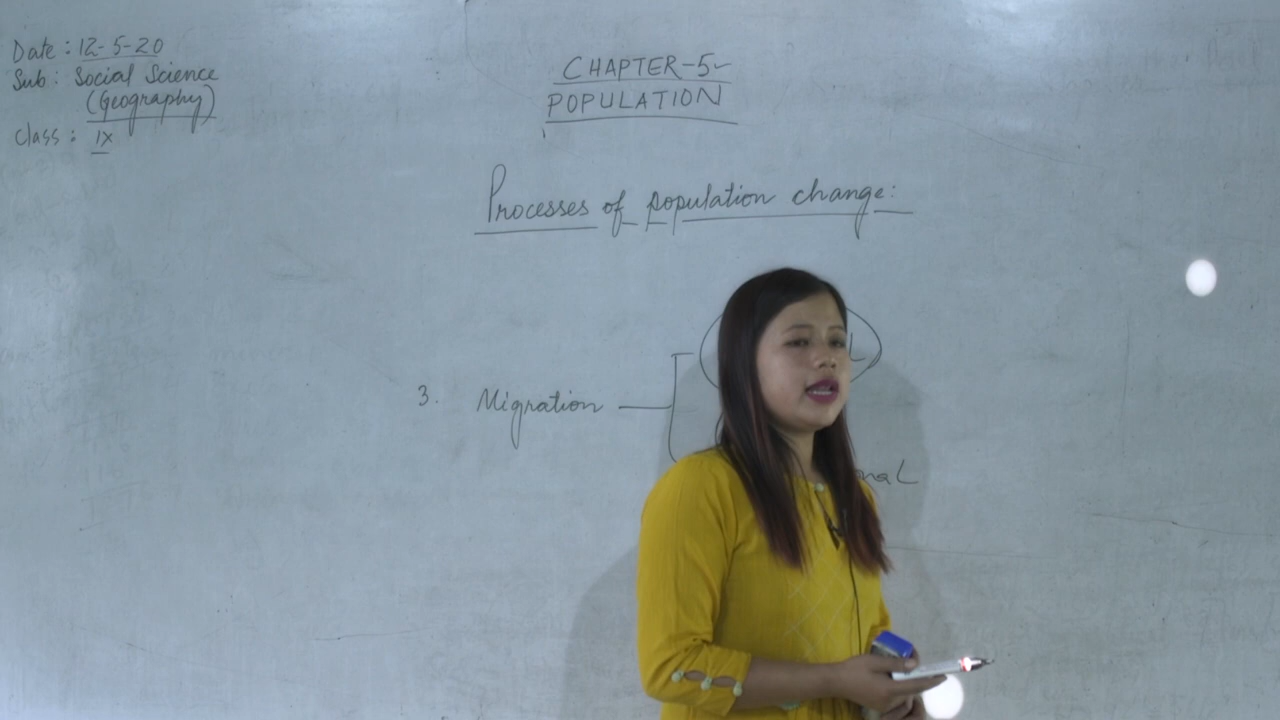 Date : 12-5-20
Sub : Social Science
(Geography)
Class : IX
CHAPTER-5
POPULATION
Processes of population change:
3. Migration